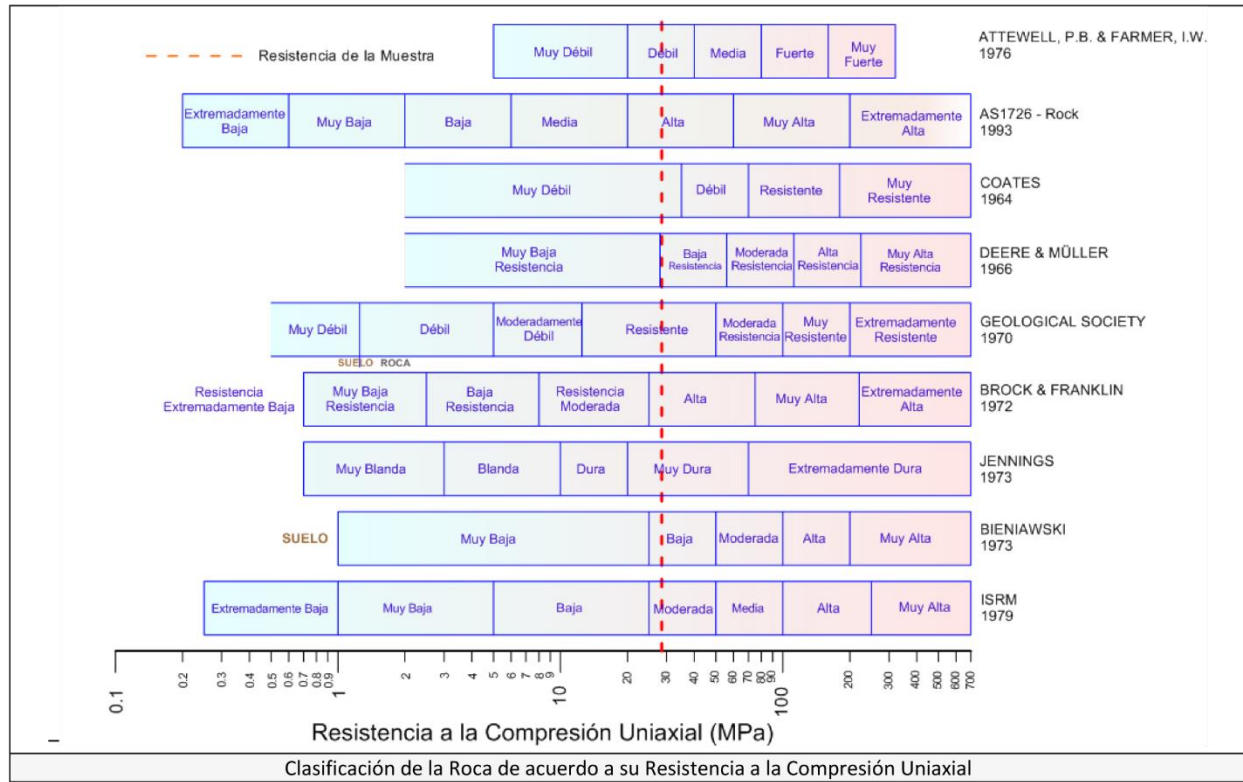 Resistencia de la Muestra
Muy Débil
Débil
Media
Fuerte
Muy
Fuerte
ATTEWELL, P.B. & FARMER, I.W.
1976
Extremadamente
Baja
Muy Baja
Baja
Media
Alta
Muy Alta
Extremadamente
Alta
AS1726 - Rock
1993
Muy Débil
Débil
Resistente
Muy
Resistente
COATES
1964
Muy Baja
Resistencia
Baja
Resistencia
Moderada
Resistencia
Alta
Resistencia
Muy Alta
Resistencia
DEERE & MÜLLER
1966
Muy Débil
Débil
Moderadamente
Débil
Resistente
Moderada
Resistencia
Muy
Resistente
Extremadamente
Resistente
GEOLOGICAL SOCIETY
1970
SUELO ROCA
Resistencia
Extremadamente Baja
Muy Baja
Resistencia
Baja
Resistencia
Resistencia
Moderada
Alta
Muy Alta
Extremadamente
Alta
BROCK & FRANKLIN
1972
Muy Blanda
Blanda
Dura
Muy Dura
Extremadamente Dura
JENNINGS
1973
SUELO
Muy Baja
Baja
Moderada
Alta
Muy Alta
BIENIAWSKI
1973
Extremadamente Baja
Muy Baja
Baja
Moderada
Media
Alta
Muy Alta
ISRM
1979
0.1 0.2 0.3 0.4 0.5 0.6 0.7 0.8 0.9 1 2 3 4 5 6 7 8 9 10 20 30 40 50 60 70 80 90 100 200 300 400 500 600 700
Resistencia a la Compresión Uniaxial (MPa)
Clasificación de la Roca de acuerdo a su Resistencia a la Compresión Uniaxial